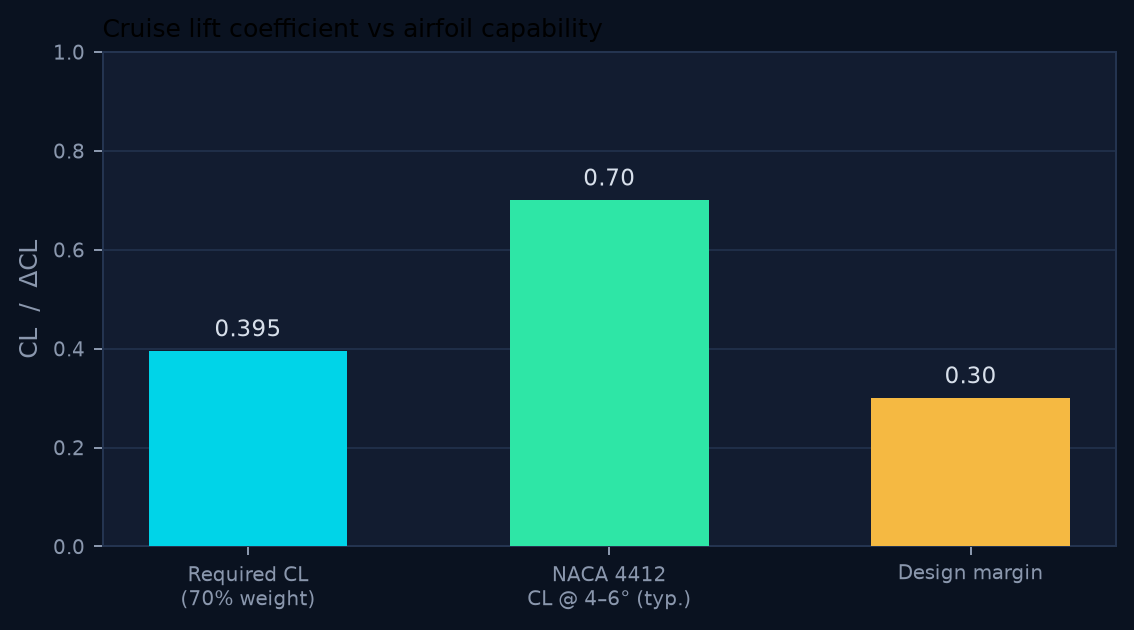 Cruise lift coefficient vs airfoil capability
CL / ΔCL
1.0
0.8
0.6
0.4
0.2
0.0
0.395
0.70
0.30
Required CL
(70% weight)
NACA 4412
CL @ 4–6° (typ.)
Design margin